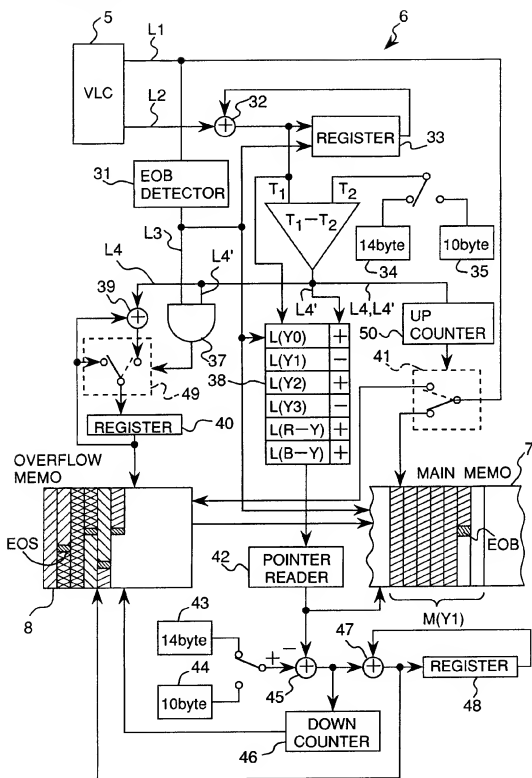 5
L1
6
VLC
L2
32
REGISTER
33
31
EOB
DETECTOR
T1
T2
T1−T2
L3
14byte
10byte
34
35
L4
L4'
L4'
L4,L4'
39
37
UP
COUNTER
50
41
38
L(Y0) +
L(Y1) −
L(Y2) +
L(Y3) −
L(R−Y) +
L(B−Y) +
49
REGISTER
40
OVERFLOW
MEMO
MAIN MEMO
7
EOS
EOB
8
42
POINTER
READER
M(Y1)
43
14byte
44
10byte
+
−
45
47
REGISTER
48
DOWN
COUNTER
46